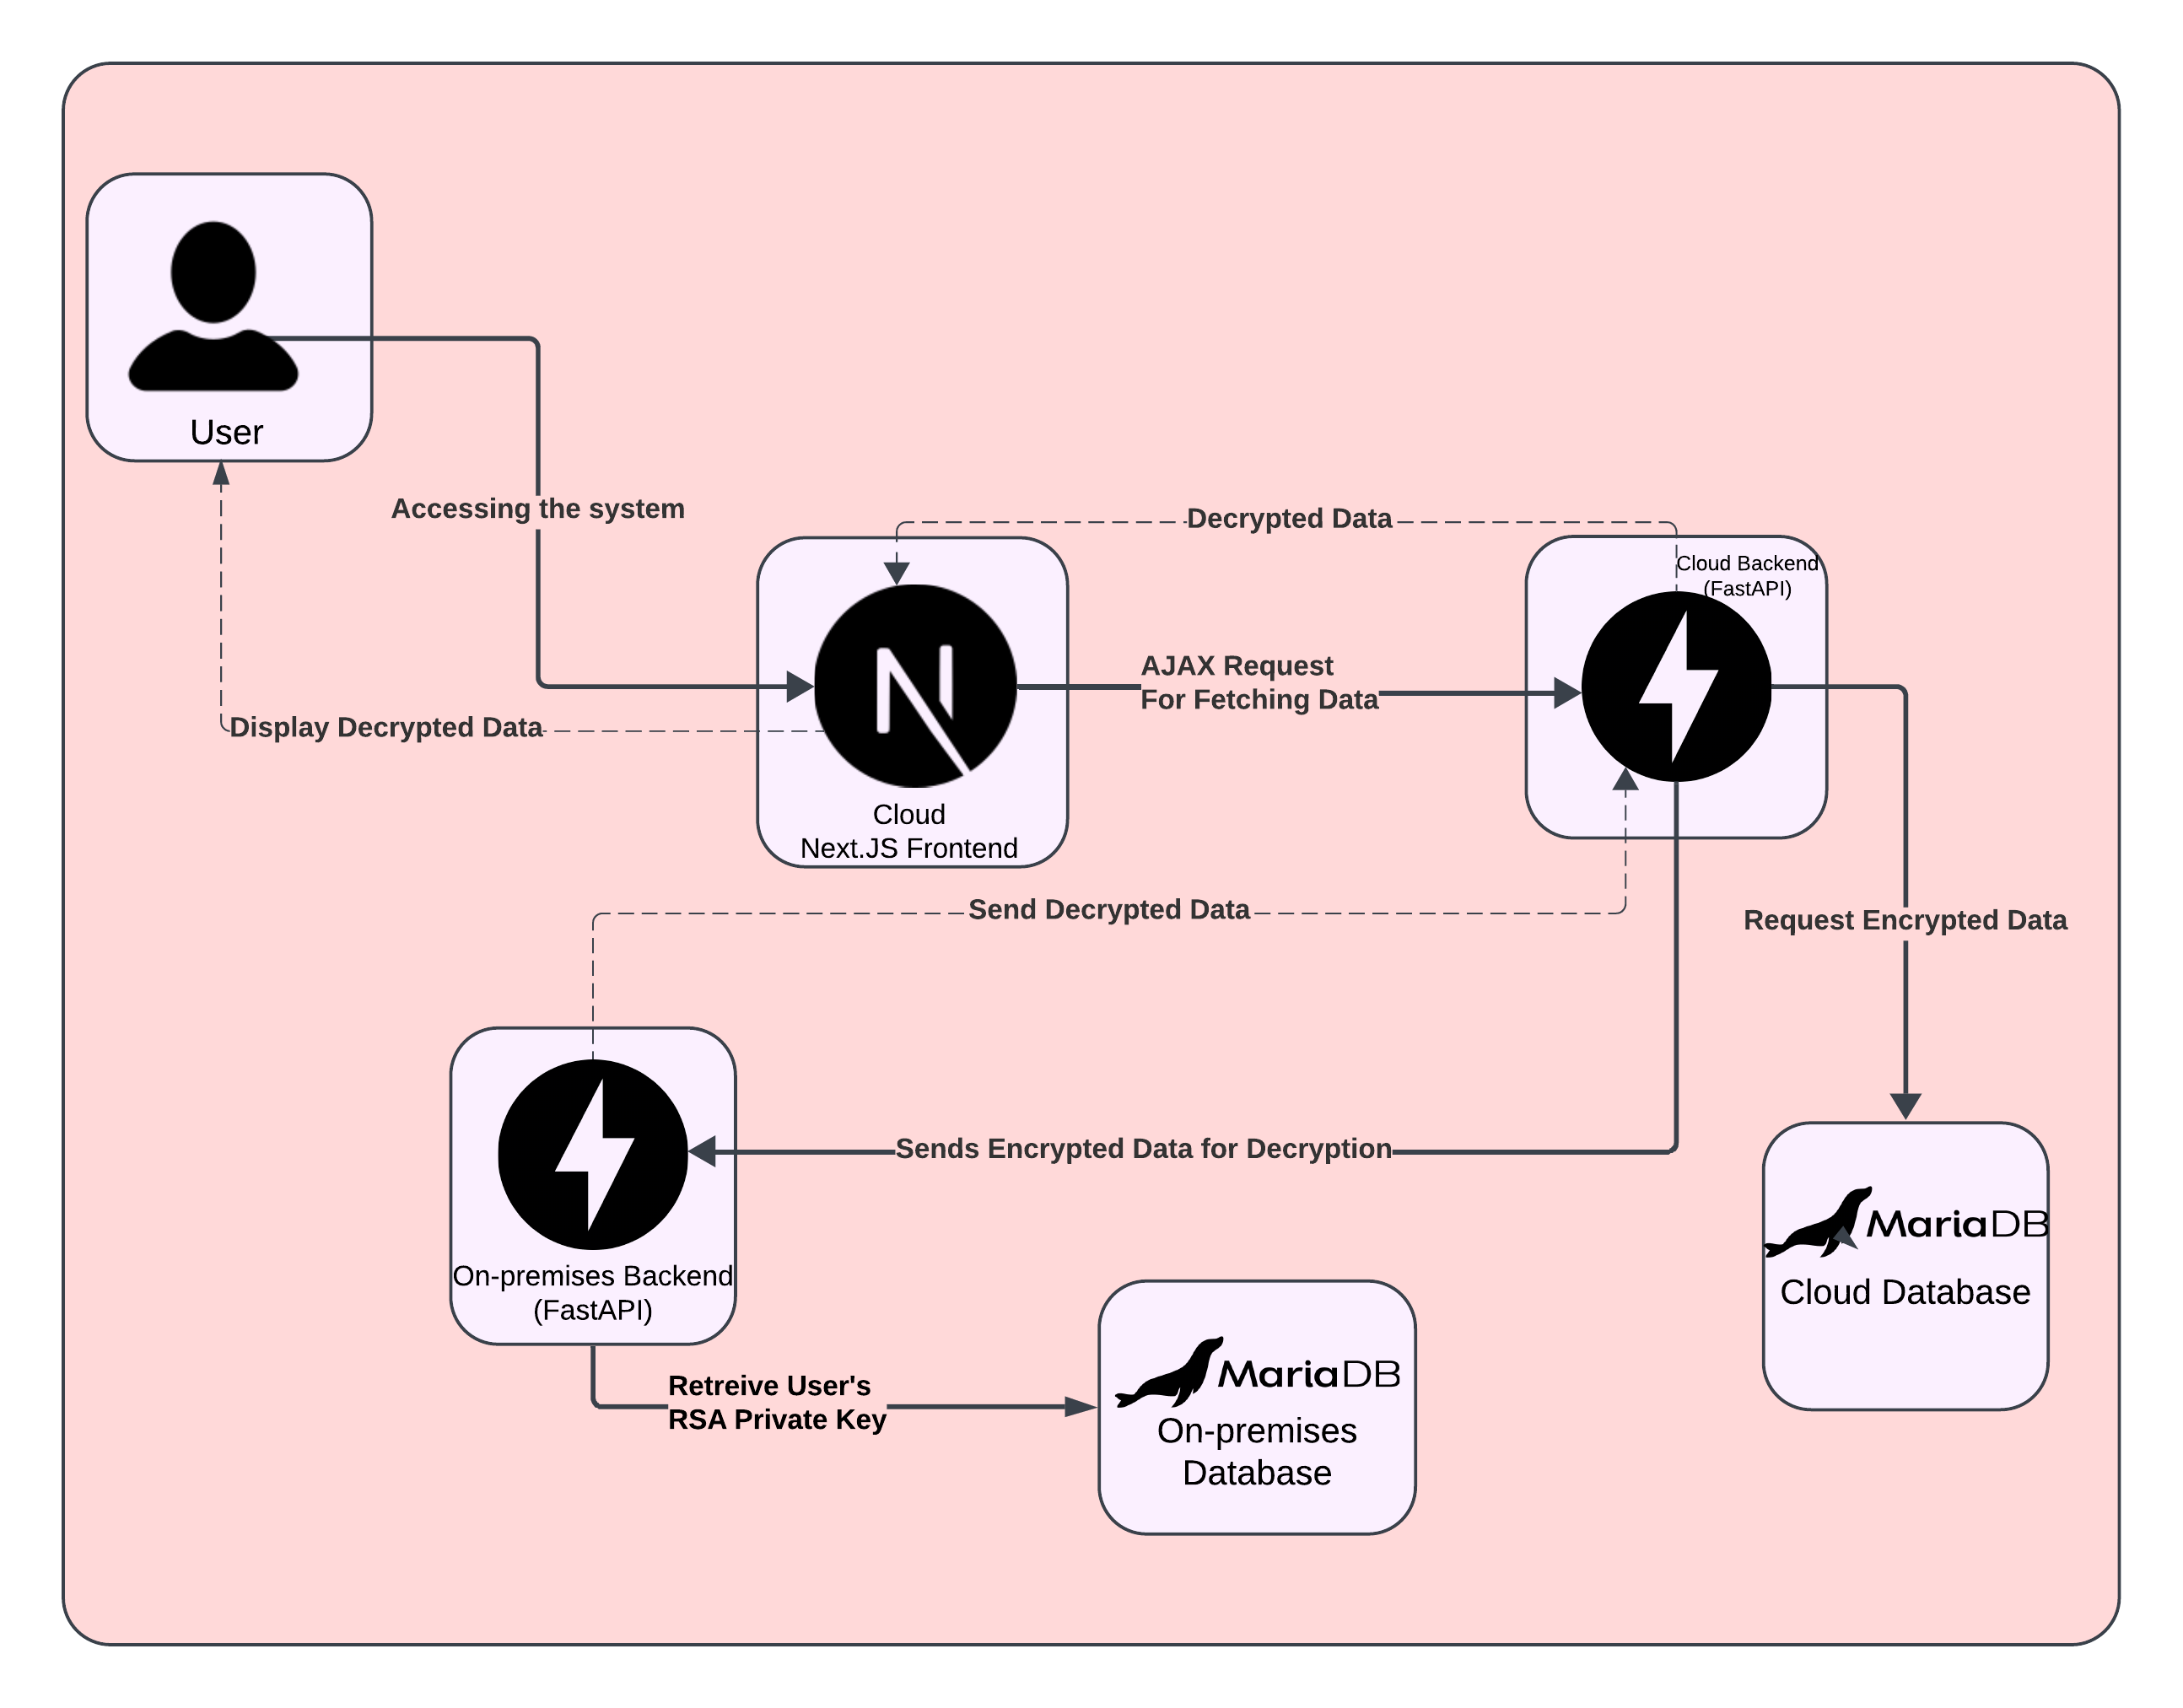 User
Accessing the system
Decrypted Data
Cloud Backend
(FastAPI)
AJAX Request
For Fetching Data
Display Decrypted Data
Cloud
Next.JS Frontend
Send Decrypted Data
Request Encrypted Data
Sends Encrypted Data for Decryption
MariaDB
Cloud Database
On-premises Backend
(FastAPI)
Retreive User's
RSA Private Key
MariaDB
On-premises
Database